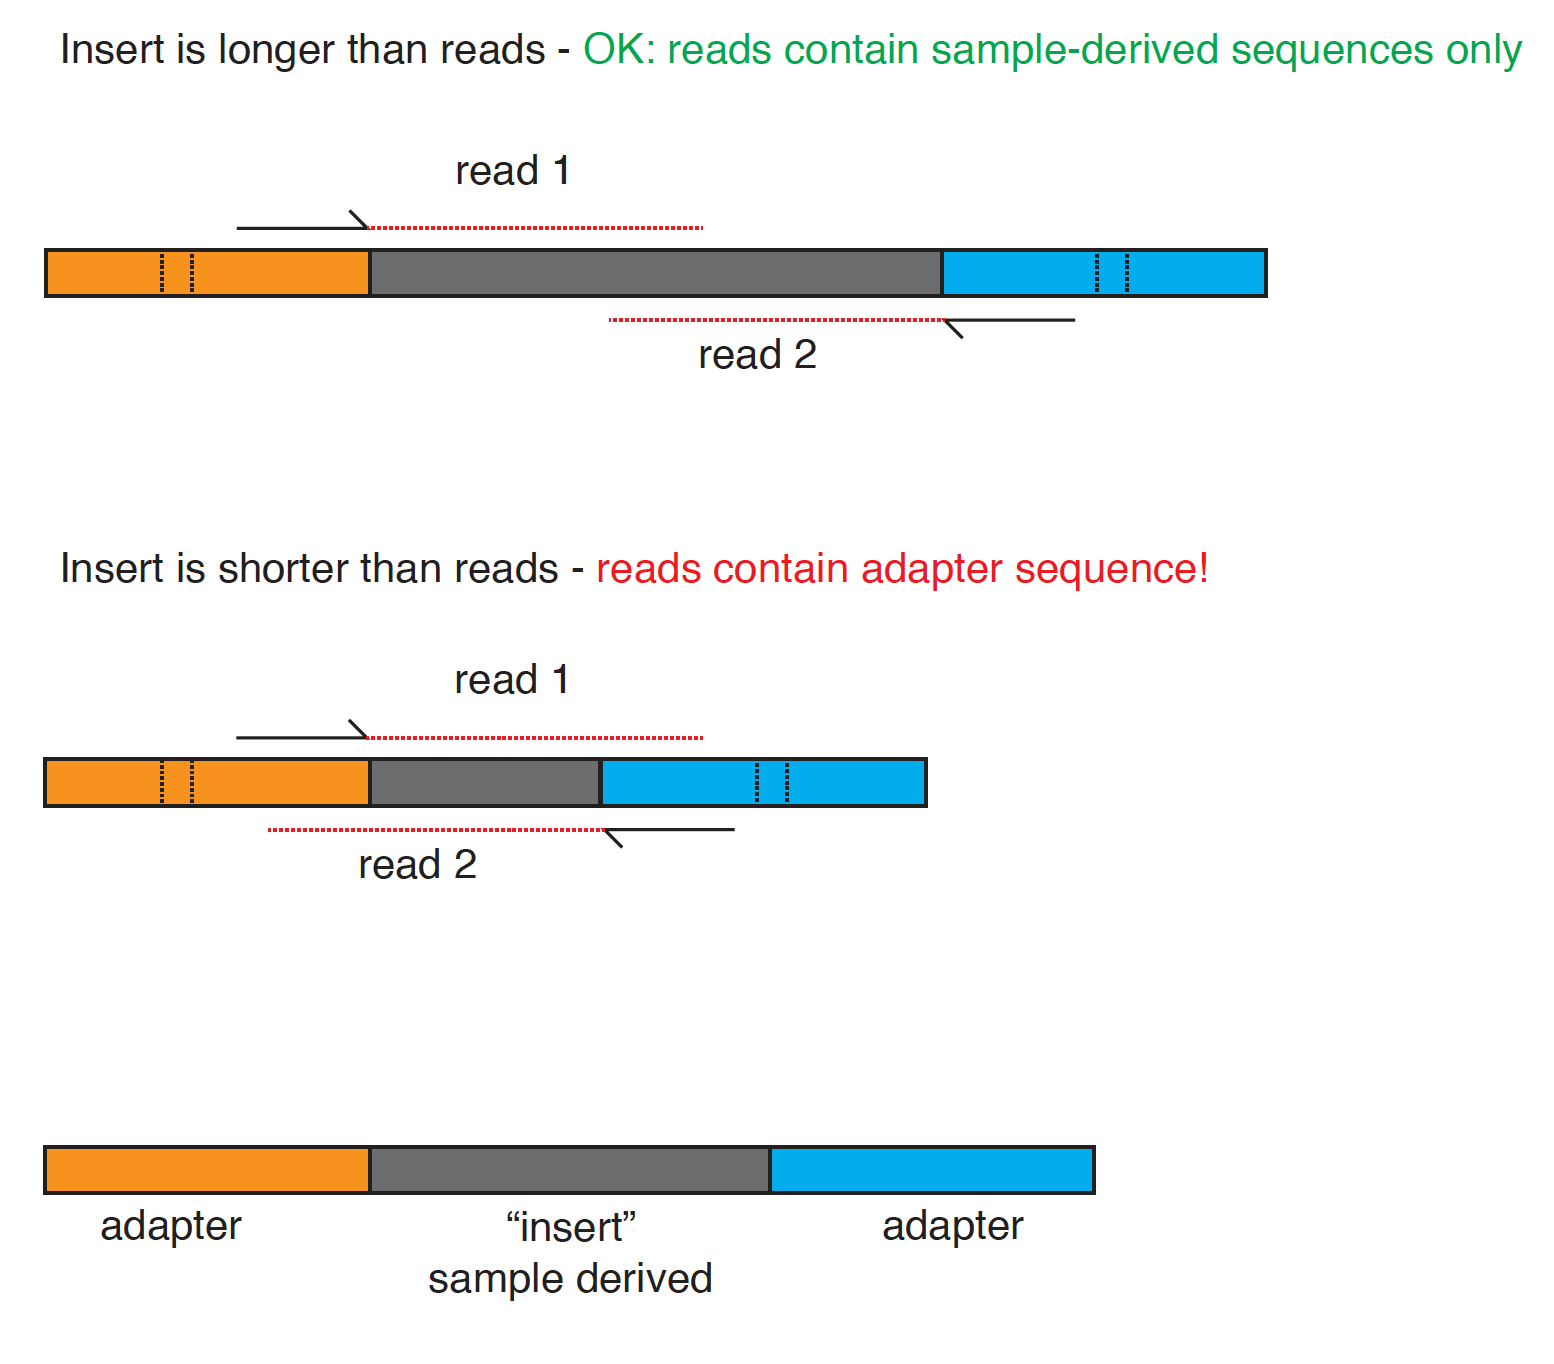 Insert is longer than reads - OK: reads contain sample-derived sequences only
read 1
read 2
Insert is shorter than reads - reads contain adapter sequence!
read 1
read 2
adapter
“insert”
adapter
sample derived